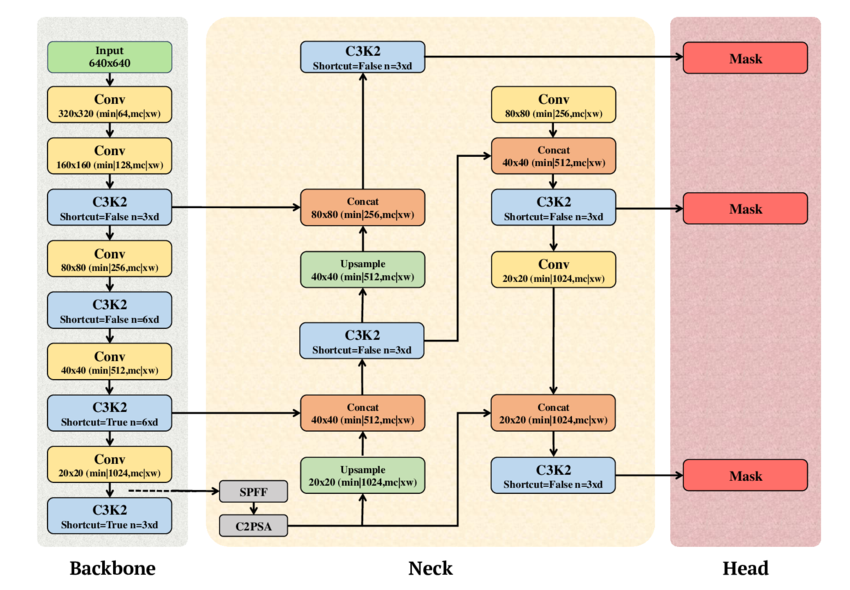 Input
640x640
Conv
320x320 (min|64,mc|xw)
Conv
160x160 (min|128,mc|xw)
C3K2
Shortcut=False n=3xd
Conv
80x80 (min|256,mc|xw)
C3K2
Shortcut=False n=6xd
Conv
40x40 (min|512,mc|xw)
C3K2
Shortcut=True n=6xd
Conv
20x20 (min|1024,mc|xw)
C3K2
Shortcut=True n=3xd
Backbone
C3K2
Shortcut=False n=3xd
Concat
80x80 (min|256,mc|xw)
Upsample
40x40 (min|512,mc|xw)
C3K2
Shortcut=False n=3xd
Concat
40x40 (min|512,mc|xw)
Upsample
20x20 (min|1024,mc|xw)
SPFF
C2PSA
Conv
80x80 (min|256,mc|xw)
Concat
40x40 (min|512,mc|xw)
C3K2
Shortcut=False n=3xd
Conv
20x20 (min|1024,mc|xw)
Concat
20x20 (min|1024,mc|xw)
C3K2
Shortcut=False n=3xd
Neck
Mask
Mask
Mask
Head